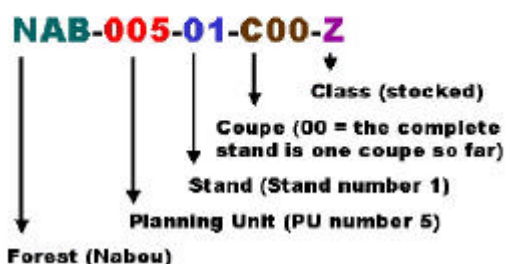 NAB-005-01-C00-Z
Class (stocked)
Coupe (00 = the complete
stand is one coupe so far)
Stand (Stand number 1)
Planning Unit (PU number 5)
Forest (Nabou)